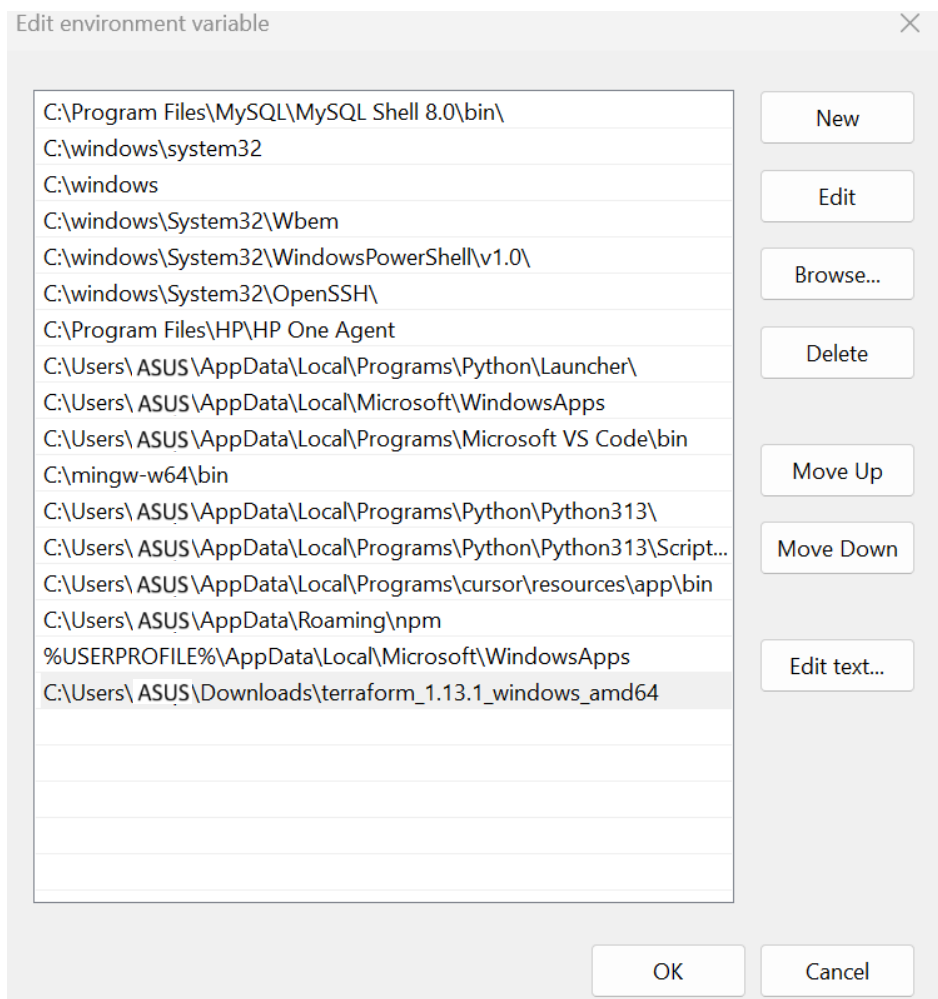 Edit environment variable
C:\Program Files\MySQL\MySQL Shell 8.0\bin\
C:\windows\system32
C:\windows
C:\windows\System32\Wbem
C:\windows\System32\WindowsPowerShell\v1.0\
C:\windows\System32\OpenSSH\
C:\Program Files\HP\HP One Agent
C:\Users\ ASUS \AppData\Local\Programs\Python\Launcher\
C:\Users\ ASUS \AppData\Local\Microsoft\WindowsApps
C:\Users\ ASUS \AppData\Local\Programs\Microsoft VS Code\bin
C:\mingw-w64\bin
C:\Users\ ASUS \AppData\Local\Programs\Python\Python313\
C:\Users\ ASUS \AppData\Local\Programs\Python\Python313\Script...
C:\Users\ ASUS \AppData\Local\Programs\cursor\resources\app\bin
C:\Users\ ASUS \AppData\Roaming\npm
%USERPROFILE%\AppData\Local\Microsoft\WindowsApps
C:\Users\ ASUS \Downloads\terraform_1.13.1_windows_amd64
New
Edit
Browse...
Delete
Move Up
Move Down
Edit text...
OK
Cancel